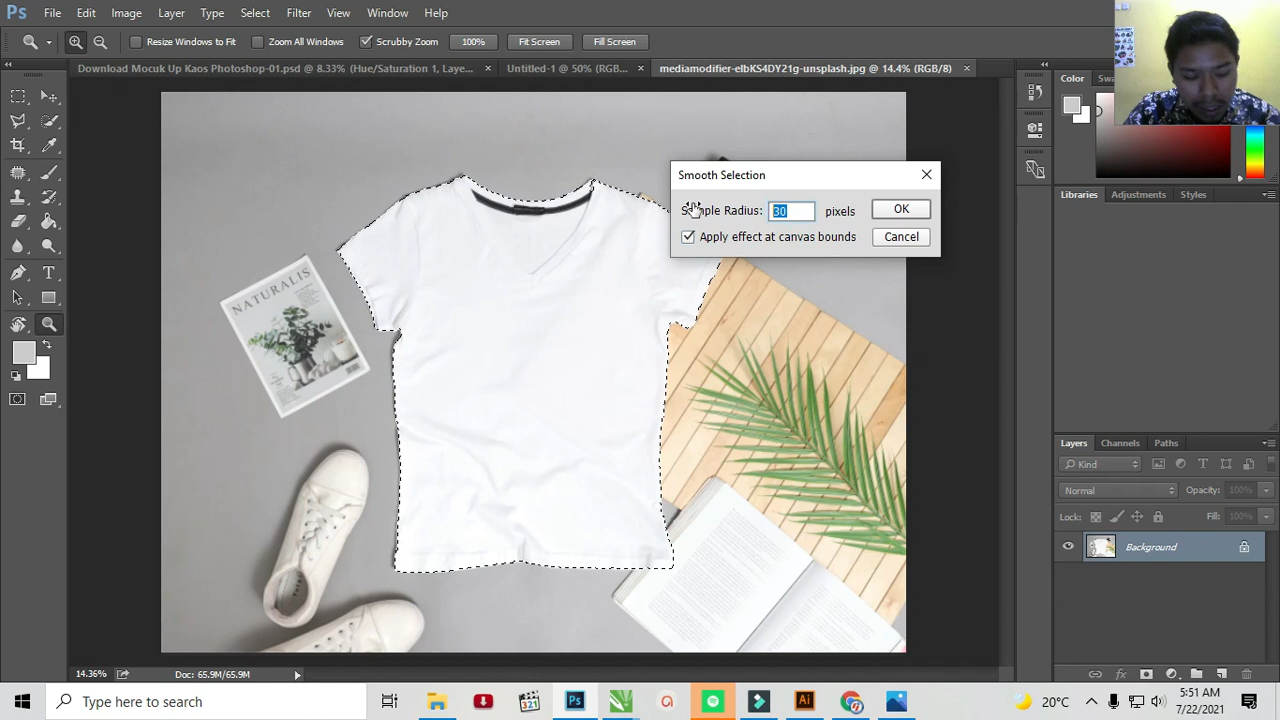 Ps File Edit Image Layer Type Select Filter View Window Help
Resize Windows to Fit Zoom All Windows Scrubby Zoom 100% Fit Screen Fill Screen
Download Mocuk Up Kaos Photoshop-01.psd @ 8.33% (Hue/Saturation 1, Laye... × Untitled-1 @ 50% (RGB... × mediamodifier-elbKS4DY21g-unsplash.jpg @ 14.4% (RGB/8) ×
Color Swa
Smooth Selection
Sample Radius: 30 pixels OK
Apply effect at canvas bounds Cancel
Libraries Adjustments Styles
NATURALIS
Layers Channels Paths
Kind
Normal Opacity: 100%
Lock: Fill: 100%
Background
14.36% Doc: 65.9M/65.9M
Type here to search
321
Ps
Ai
20°C
5:51 AM
7/22/2021